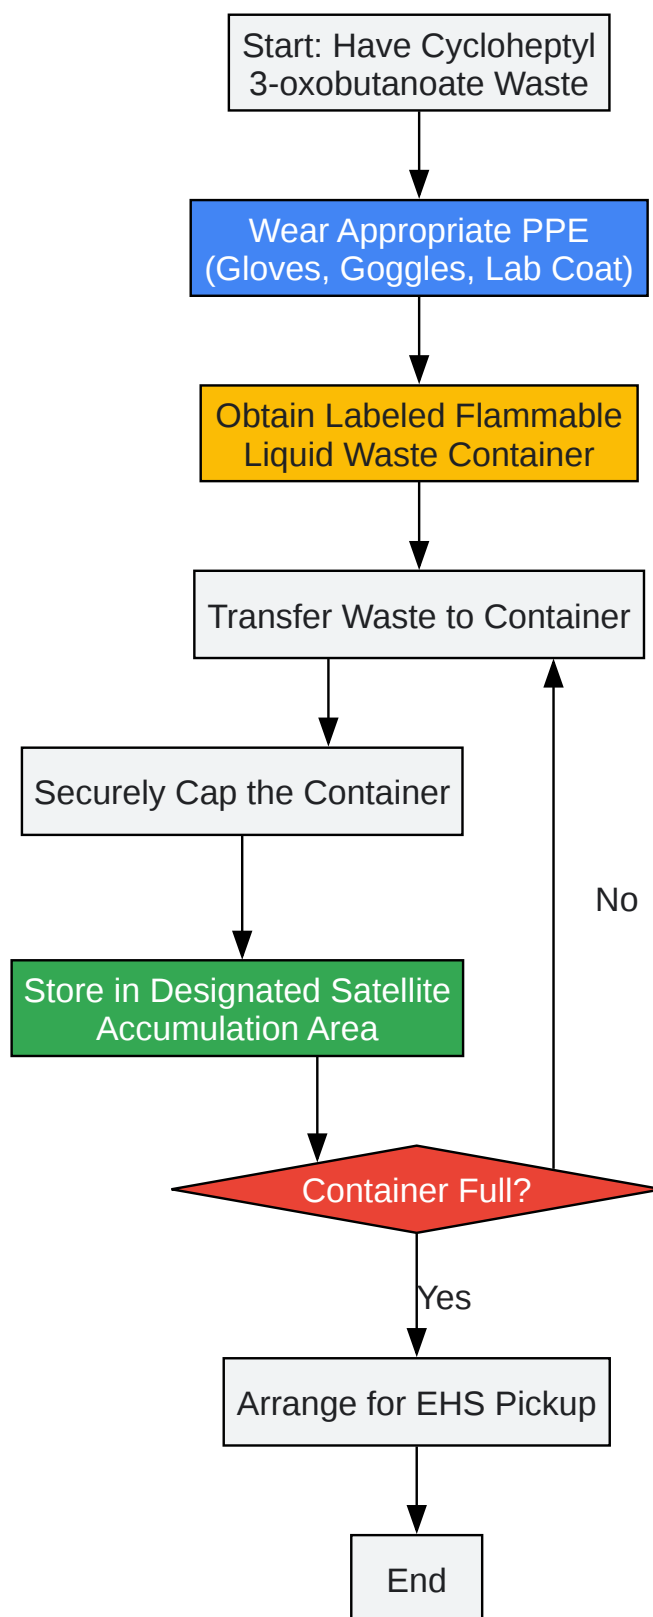 Start: Have Cycloheptyl
3-oxobutanoate Waste
Wear Appropriate PPE
(Gloves, Goggles, Lab Coat)
Obtain Labeled Flammable
Liquid Waste Container
Transfer Waste to Container
Securely Cap the Container
No
Store in Designated Satellite
Accumulation Area
Container Full?
Yes
Arrange for EHS Pickup
End